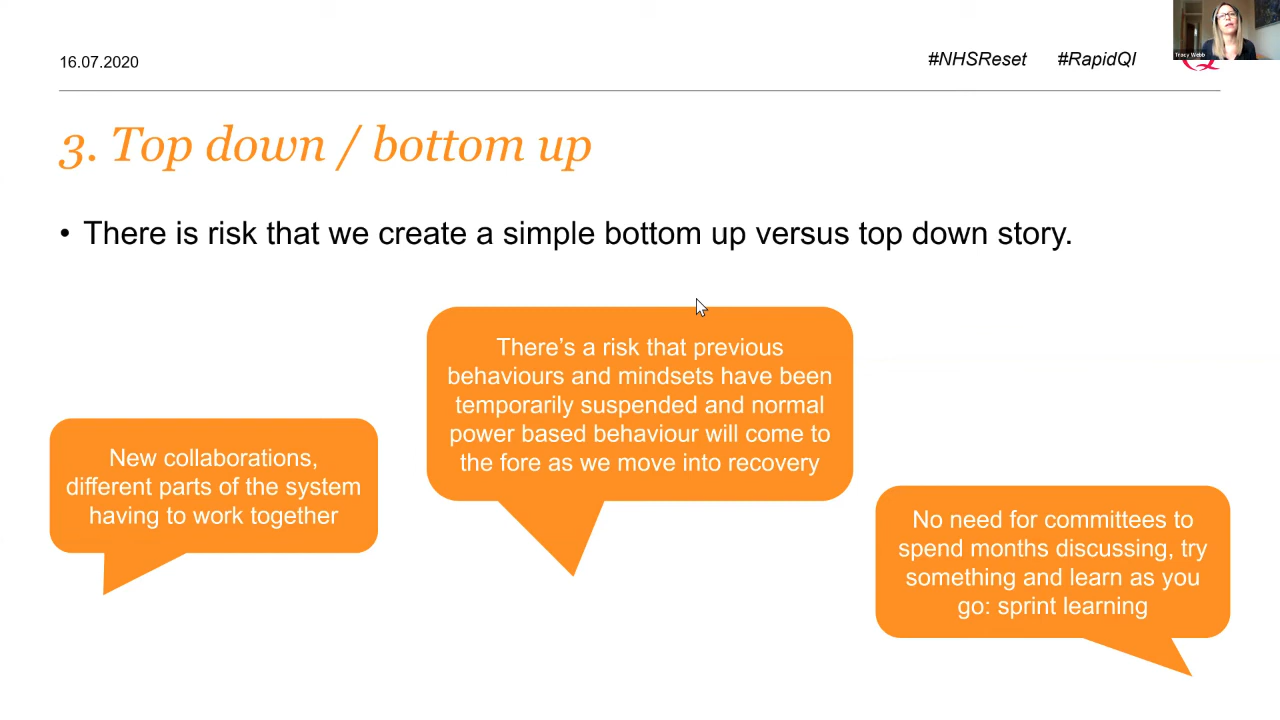 16.07.2020
#NHSReset #RapidQI
Tracy Webb
3. Top down / bottom up
• There is risk that we create a simple bottom up versus top down story.
There’s a risk that previous
behaviours and mindsets have been
temporarily suspended and normal
power based behaviour will come to
the fore as we move into recovery
New collaborations,
different parts of the system
having to work together
No need for committees to
spend months discussing, try
something and learn as you
go: sprint learning